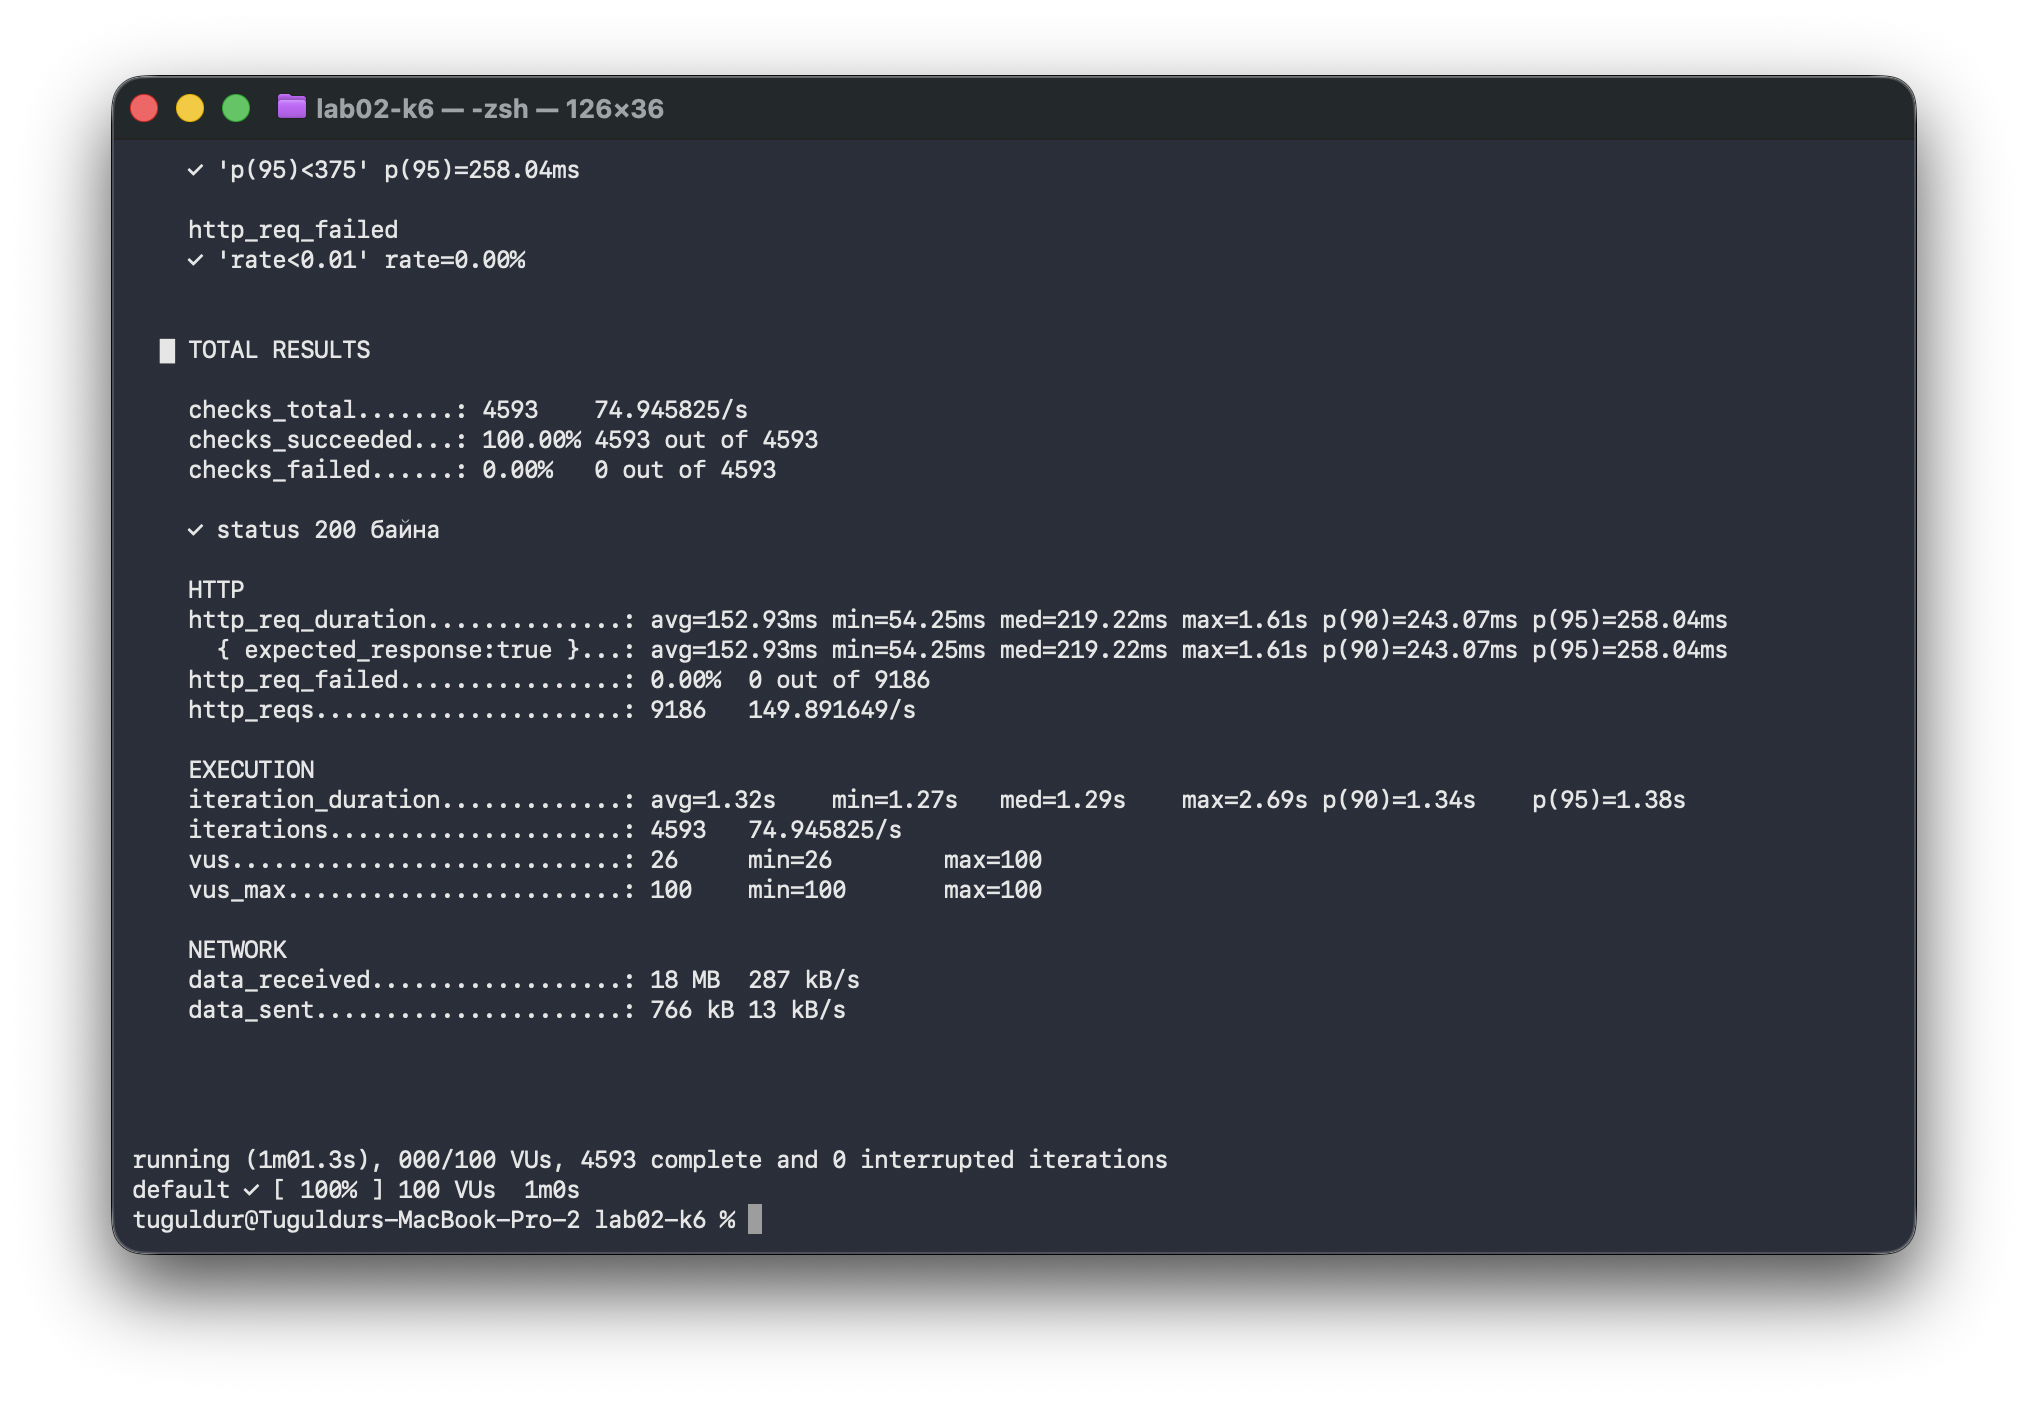 lab02-k6 — -zsh — 126×36
✓ 'p(95)<375' p(95)=258.04ms
http_req_failed
✓ 'rate<0.01' rate=0.00%
█ TOTAL RESULTS
checks_total.......: 4593    74.945825/s
checks_succeeded...: 100.00% 4593 out of 4593
checks_failed......: 0.00%   0 out of 4593
✓ status 200 байна
HTTP
http_req_duration..............: avg=152.93ms min=54.25ms med=219.22ms max=1.61s p(90)=243.07ms p(95)=258.04ms
{ expected_response:true }...: avg=152.93ms min=54.25ms med=219.22ms max=1.61s p(90)=243.07ms p(95)=258.04ms
http_req_failed................: 0.00%  0 out of 9186
http_reqs......................: 9186   149.891649/s
EXECUTION
iteration_duration.............: avg=1.32s    min=1.27s   med=1.29s    max=2.69s p(90)=1.34s    p(95)=1.38s
iterations.....................: 4593   74.945825/s
vus............................: 26     min=26        max=100
vus_max........................: 100    min=100       max=100
NETWORK
data_received..................: 18 MB  287 kB/s
data_sent......................: 766 kB 13 kB/s
running (1m01.3s), 000/100 VUs, 4593 complete and 0 interrupted iterations
default ✓ [ 100% ] 100 VUs  1m0s
tuguldur@Tuguldurs-MacBook-Pro-2 lab02-k6 %